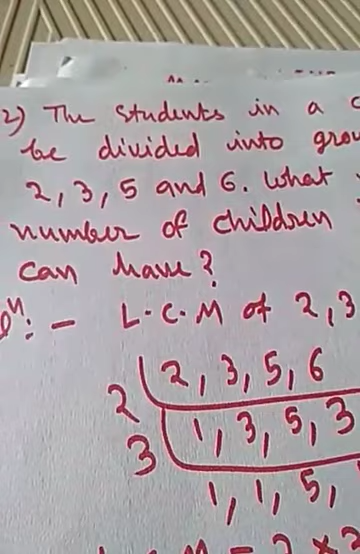 2) The students in a
be divided into
2, 3, 5 and 6. What
number of children
can have?
:- L.C.M of 2, 3
2 2, 3, 5, 6
3 1, 3, 5, 3
1, 1, 5,